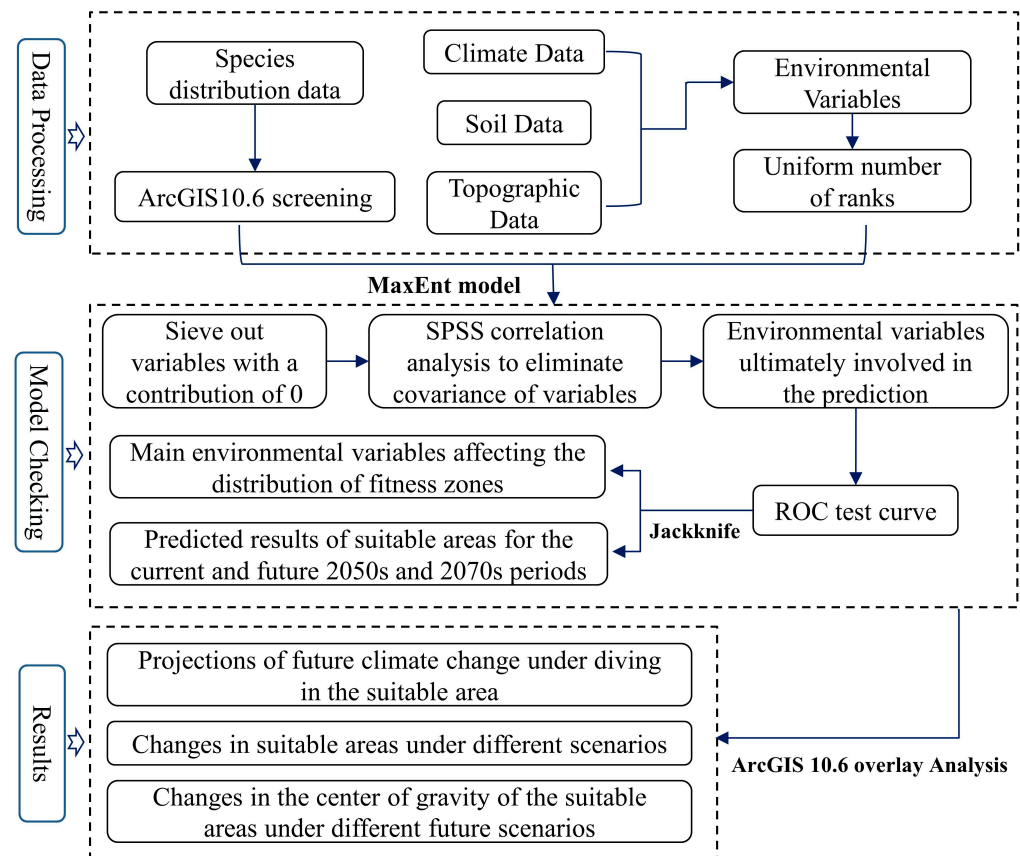 Data Processing
Species
distribution data
ArcGIS10.6 screening
Climate Data
Soil Data
Topographic
Data
Environmental
Variables
Uniform number
of ranks
MaxEnt model
Model Checking
Sieve out
variables with a
contribution of 0
SPSS correlation
analysis to eliminate
covariance of variables
Environmental variables
ultimately involved in
the prediction
Main environmental variables affecting the
distribution of fitness zones
Jackknife
ROC test curve
Predicted results of suitable areas for the
current and future 2050s and 2070s periods
Results
Projections of future climate change under diving
in the suitable area
Changes in suitable areas under different scenarios
ArcGIS 10.6 overlay Analysis
Changes in the center of gravity of the suitable
areas under different future scenarios